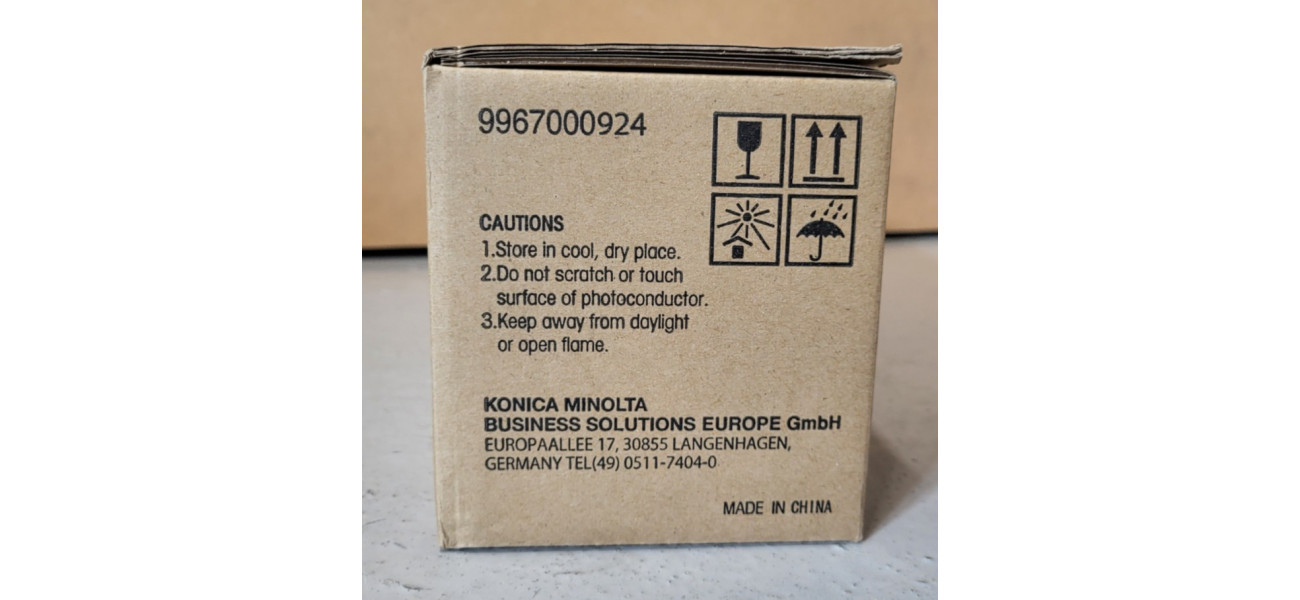 9967000924
CAUTIONS
1.Store in cool, dry place.
2.Do not scratch or touch
surface of photoconductor.
3.Keep away from daylight
or open flame.
KONICA MINOLTA
BUSINESS SOLUTIONS EUROPE GmbH
EUROPAALLEE 17, 30855 LANGENHAGEN,
GERMANY TEL(49) 0511-7404-0
MADE IN CHINA